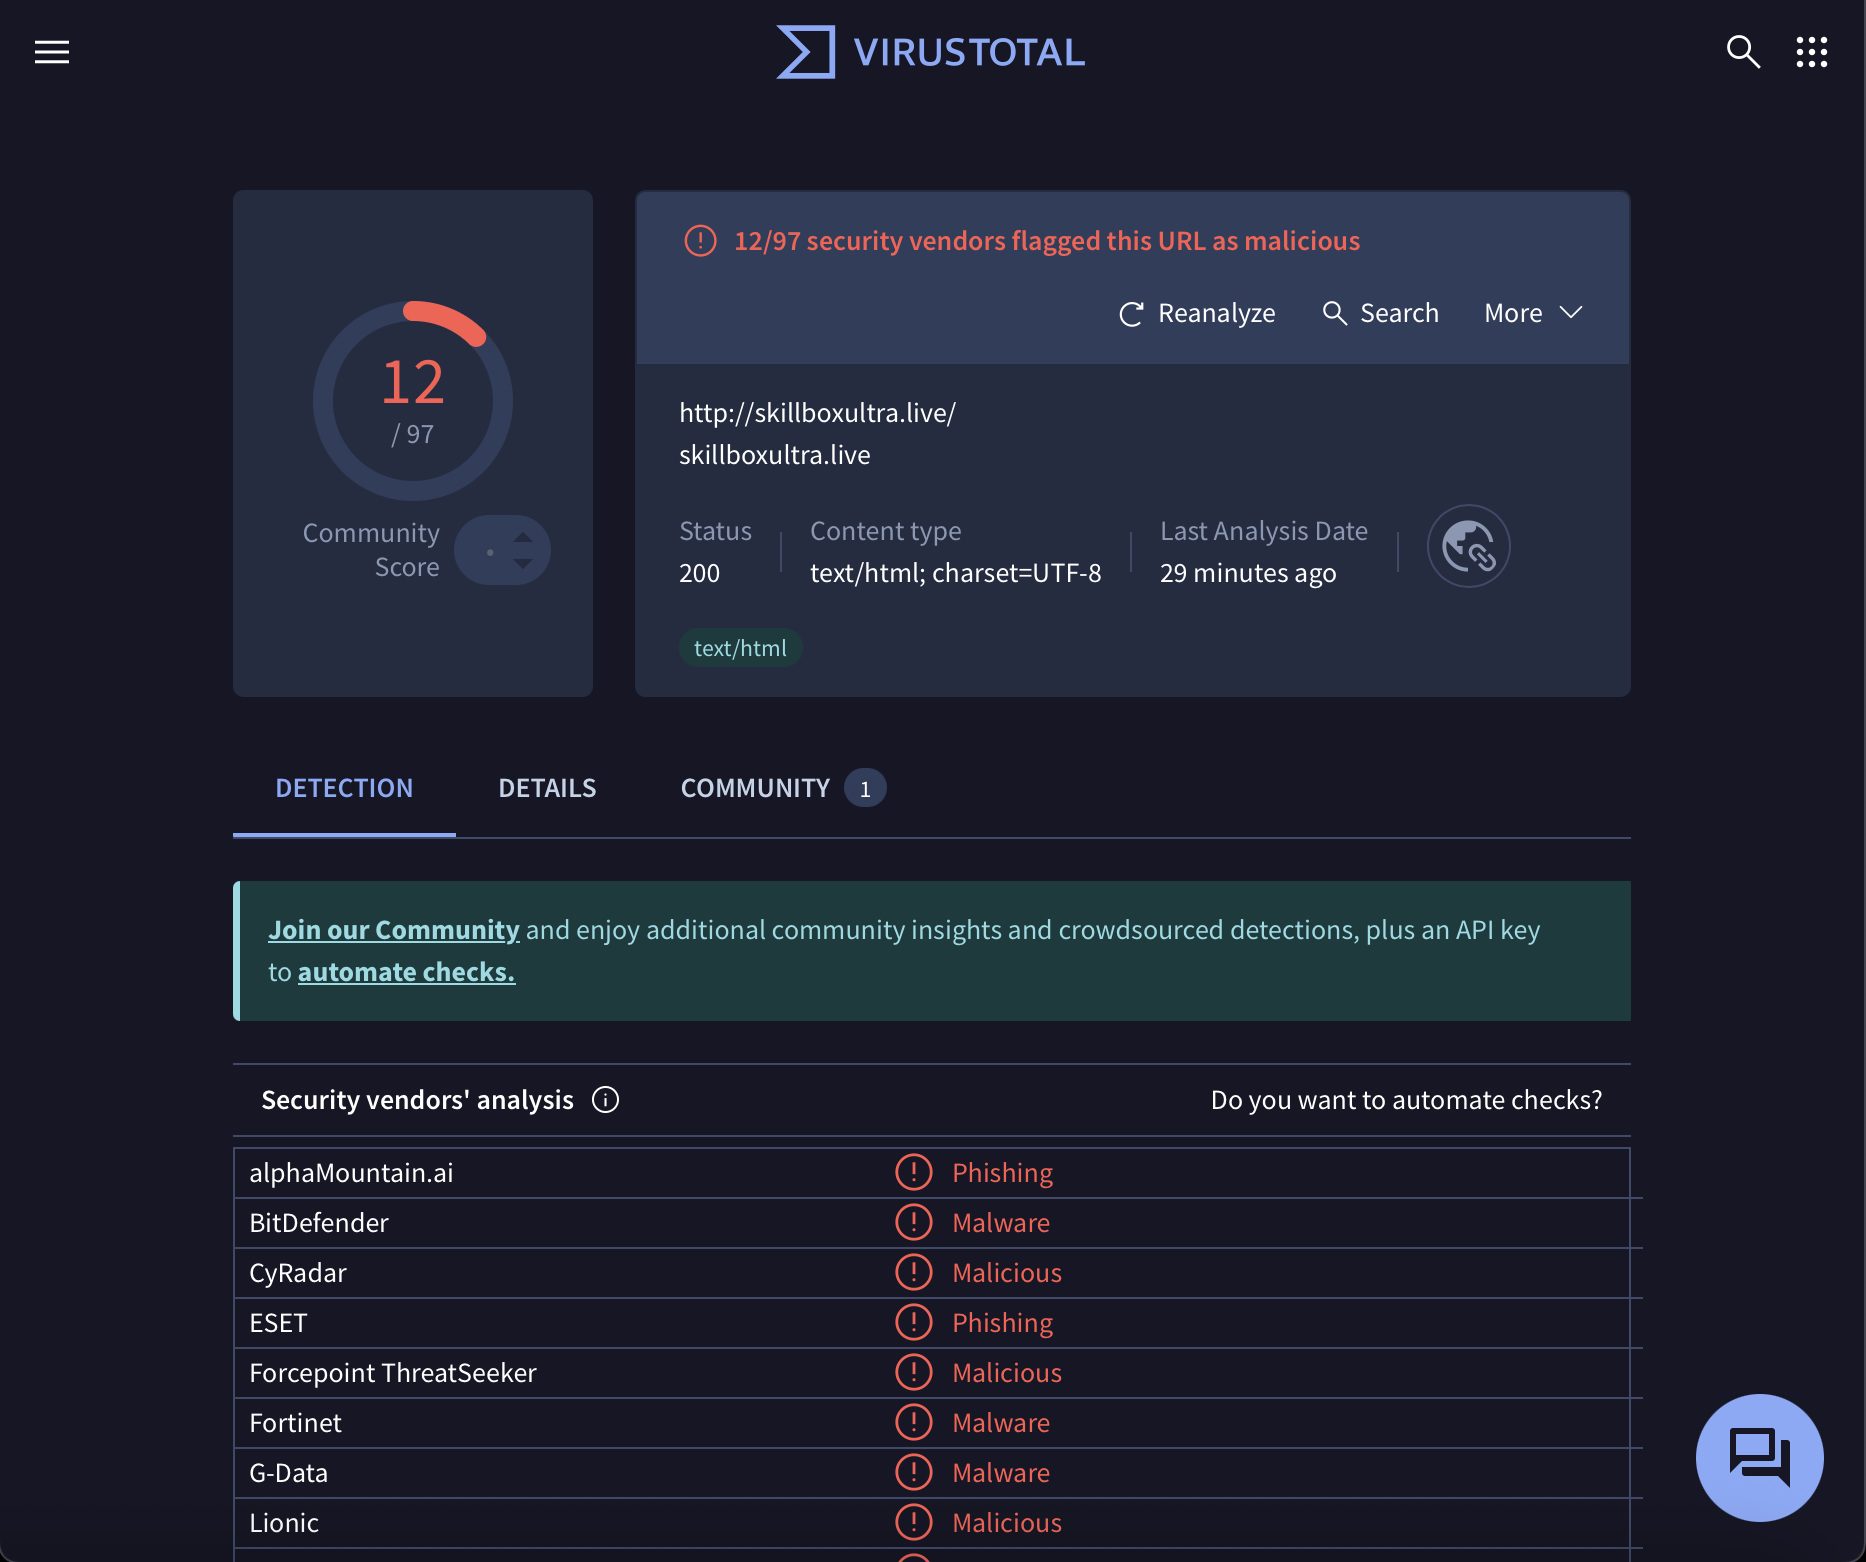 VIRUSTOTAL
12
/ 97
Community
Score
12/97 security vendors flagged this URL as malicious
Reanalyze Search More
http://skillboxultra.live/
skillboxultra.live
Status Content type Last Analysis Date
200 text/html; charset=UTF-8 29 minutes ago
text/html
DETECTION DETAILS COMMUNITY 1
Join our Community and enjoy additional community insights and crowdsourced detections, plus an API key
to automate checks.
Security vendors' analysis Do you want to automate checks?
alphaMountain.ai Phishing
BitDefender Malware
CyRadar Malicious
ESET Phishing
Forcepoint ThreatSeeker Malicious
Fortinet Malware
G-Data Malware
Lionic Malicious